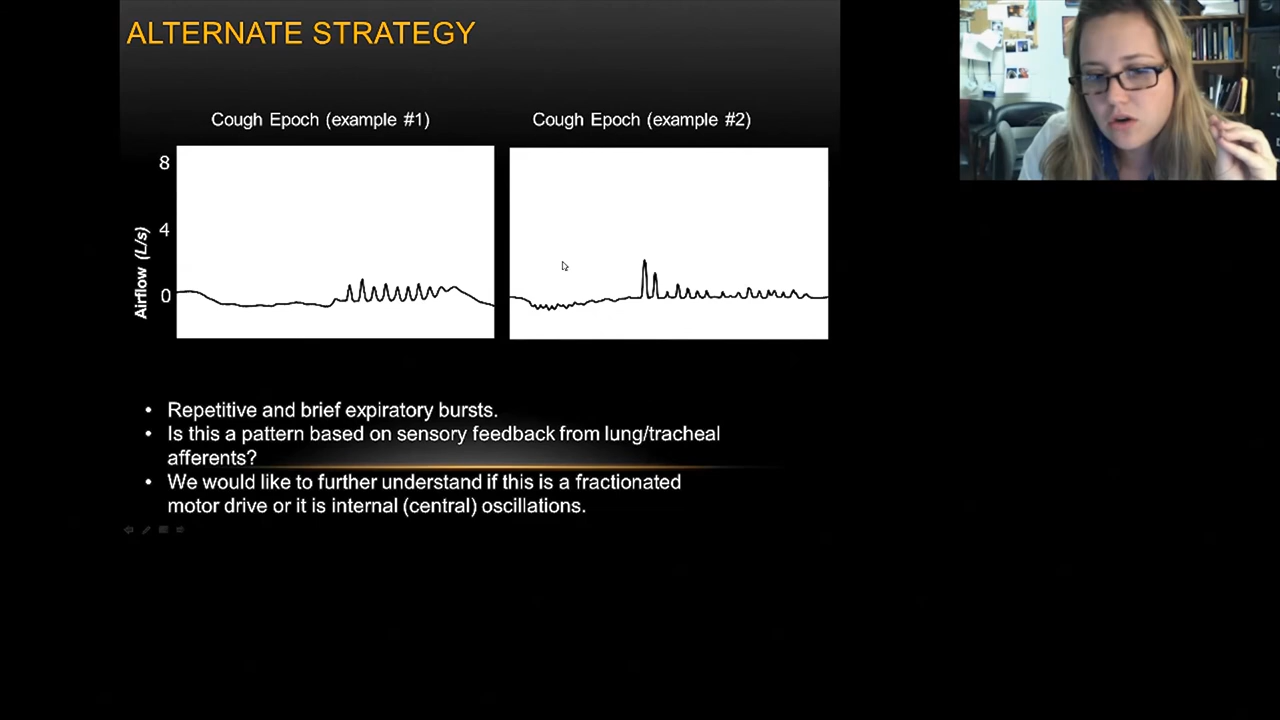 ALTERNATE STRATEGY
Cough Epoch (example #1)
Cough Epoch (example #2)
8
4
0
Airflow (L/s)
• Repetitive and brief expiratory bursts.
• Is this a pattern based on sensory feedback from lung/tracheal
afferents?
• We would like to further understand if this is a fractionated
motor drive or it is internal (central) oscillations.